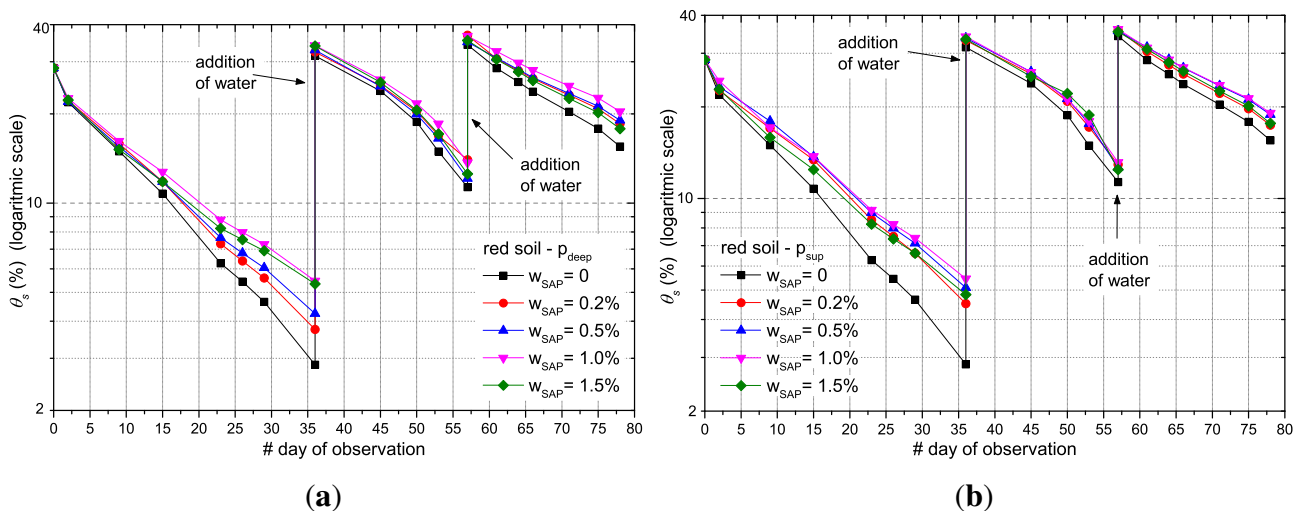 40
10
2
θs (%) (logaritmic scale)
addition
of water
addition
of water
red soil - pdeep
wSAP= 0
wSAP= 0.2%
wSAP= 0.5%
wSAP= 1.0%
wSAP= 1.5%
0 5 10 15 20 25 30 35 40 45 50 55 60 65 70 75 80
# day of observation
(a)
40
10
2
θs (%) (logaritmic scale)
addition
of water
addition
of water
red soil - psup
wSAP= 0
wSAP= 0.2%
wSAP= 0.5%
wSAP= 1.0%
wSAP= 1.5%
0 5 10 15 20 25 30 35 40 45 50 55 60 65 70 75 80
# day of observation
(b)